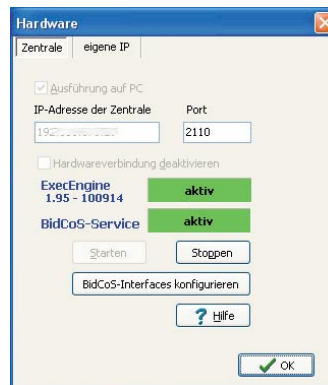 Hardware
Zentrale eigene IP
Ausführung auf PC
IP-Adresse der Zentrale Port
2110
Hardwareverbindung deaktivieren
ExecEngine aktiv
1.95 - 100914
BidCoS-Service aktiv
Starten Stoppen
BidCoS-Interfaces konfigurieren
? Hilfe
OK